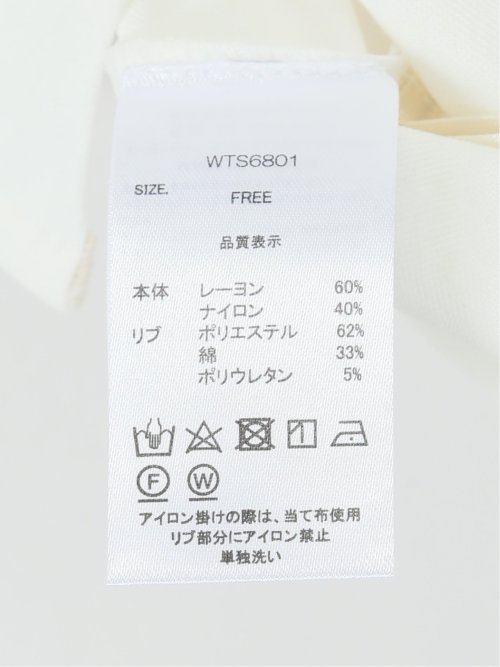 WTS6801
SIZE. FREE
品質表示
本体 レーヨン 60%
ナイロン 40%
リブ ポリエステル 62%
綿 33%
ポリウレタン 5%
F W
アイロン掛けの際は、当て布使用
リブ部分にアイロン禁止
単独洗い